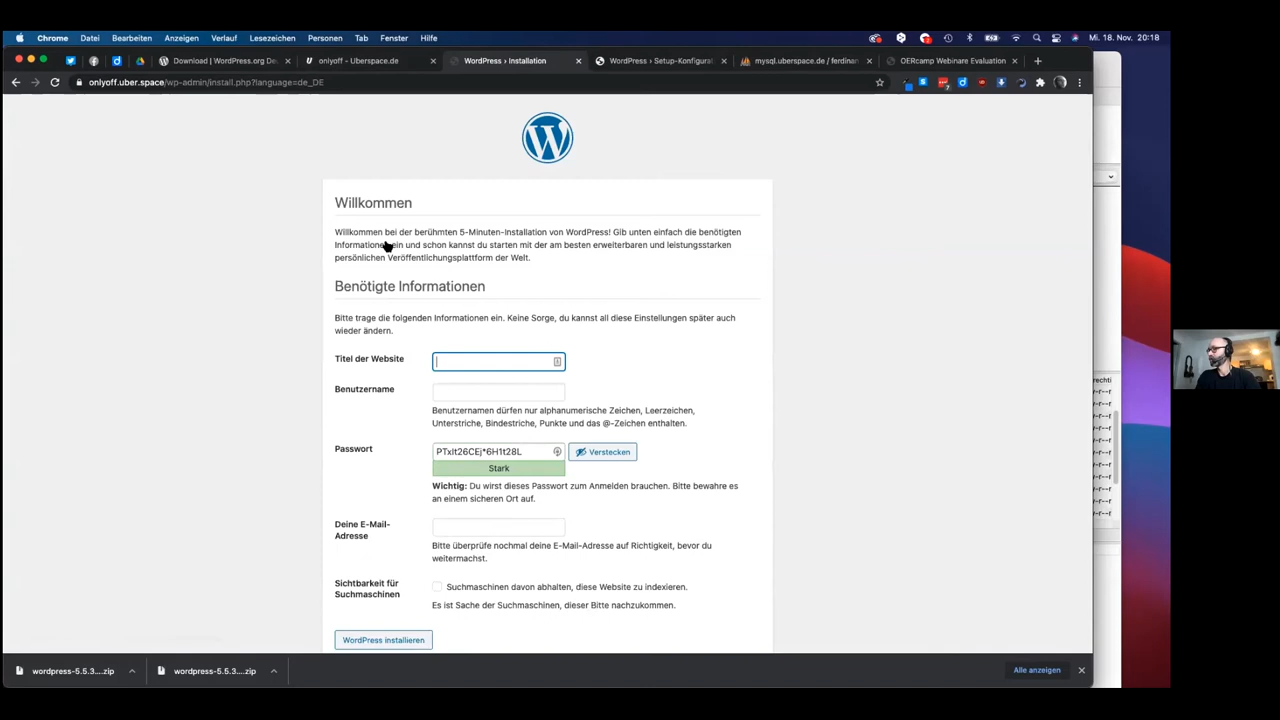 Chrome Datei Bearbeiten Anzeigen Verlauf Lesezeichen Personen Tab Fenster Hilfe Mi. 18. Nov. 20:18
Download | WordPress.org De onlyoff – Uberspace.de WordPress › Installation WordPress › Setup-Konfigurat mysql.uberspace.de / ferdinan OERcamp Webinare Evaluation
onlyoff.uber.space/wp-admin/install.php?language=de_DE
Willkommen
Willkommen bei der berühmten 5-Minuten-Installation von WordPress! Gib unten einfach die benötigten
Informationen ein und schon kannst du starten mit der am besten erweiterbaren und leistungsstarken
persönlichen Veröffentlichungsplattform der Welt.
Benötigte Informationen
Bitte trage die folgenden Informationen ein. Keine Sorge, du kannst all diese Einstellungen später auch
wieder ändern.
Titel der Website
Benutzername
Benutzernamen dürfen nur alphanumerische Zeichen, Leerzeichen,
Unterstriche, Bindestriche, Punkte und das @-Zeichen enthalten.
Passwort
Verstecken
Stark
Wichtig: Du wirst dieses Passwort zum Anmelden brauchen. Bitte bewahre es
an einem sicheren Ort auf.
Deine E-Mail-
Adresse
Bitte überprüfe nochmal deine E-Mail-Adresse auf Richtigkeit, bevor du
weitermachst.
Sichtbarkeit für
Suchmaschinen
Suchmaschinen davon abhalten, diese Website zu indexieren.
Es ist Sache der Suchmaschinen, dieser Bitte nachzukommen.
WordPress installieren
wordpress-5.5.3....zip wordpress-5.5.3....zip Alle anzeigen